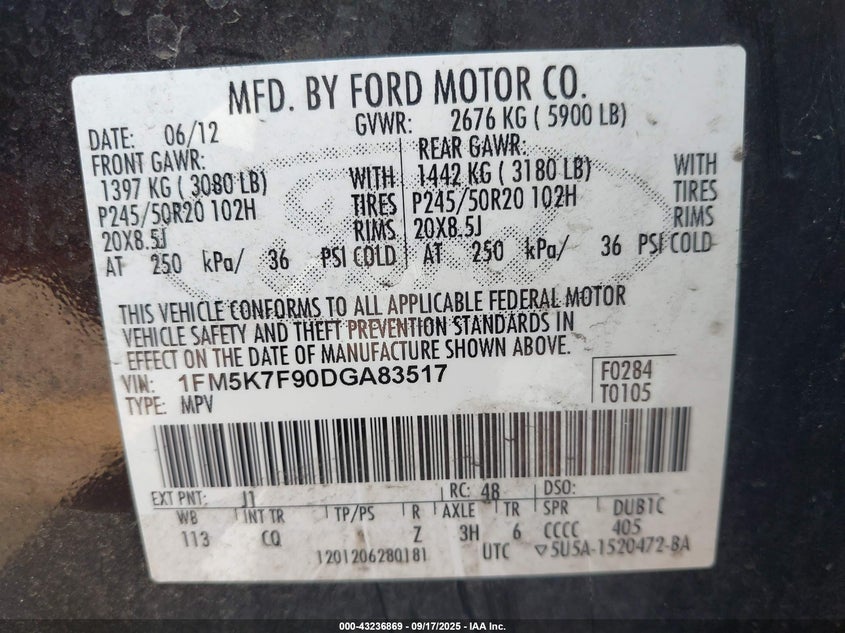 MFD. BY FORD MOTOR CO.
DATE: 06/12 GVWR: 2676 KG ( 5900 LB)
FRONT GAWR: REAR GAWR:
1397 KG ( 3080 LB) WITH 1442 KG ( 3180 LB) WITH
P245/50R20 102H TIRES P245/50R20 102H TIRES
20X8.5J RIMS 20X8.5J RIMS
AT 250 kPa/ 36 PSI COLD AT 250 kPa/ 36 PSI COLD
THIS VEHICLE CONFORMS TO ALL APPLICABLE FEDERAL MOTOR
VEHICLE SAFETY AND THEFT PREVENTION STANDARDS IN
EFFECT ON THE DATE OF MANUFACTURE SHOWN ABOVE.
VIN: 1FM5K7F90DGA83517 F0284
TYPE: MPV T0105
EXT PNT: J1 RC: 48 DSO:
WB INT TR TP/PS R AXLE TR SPR DUB1C
113 CQ Z 3H 6 CCCC 405
1201206280181 UTC ▽5U5A-1520472-BA
000-43236869 - 09/17/2025 - IAA Inc.